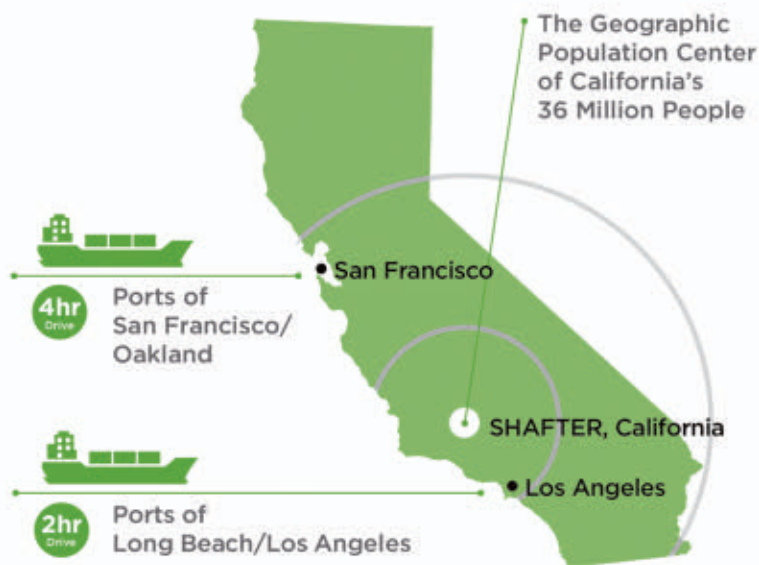 The Geographic
Population Center
of California's
36 Million People
San Francisco
4hr
Drive
Ports of
San Francisco/
Oakland
SHAFTER, California
Los Angeles
2hr
Drive
Ports of
Long Beach/Los Angeles